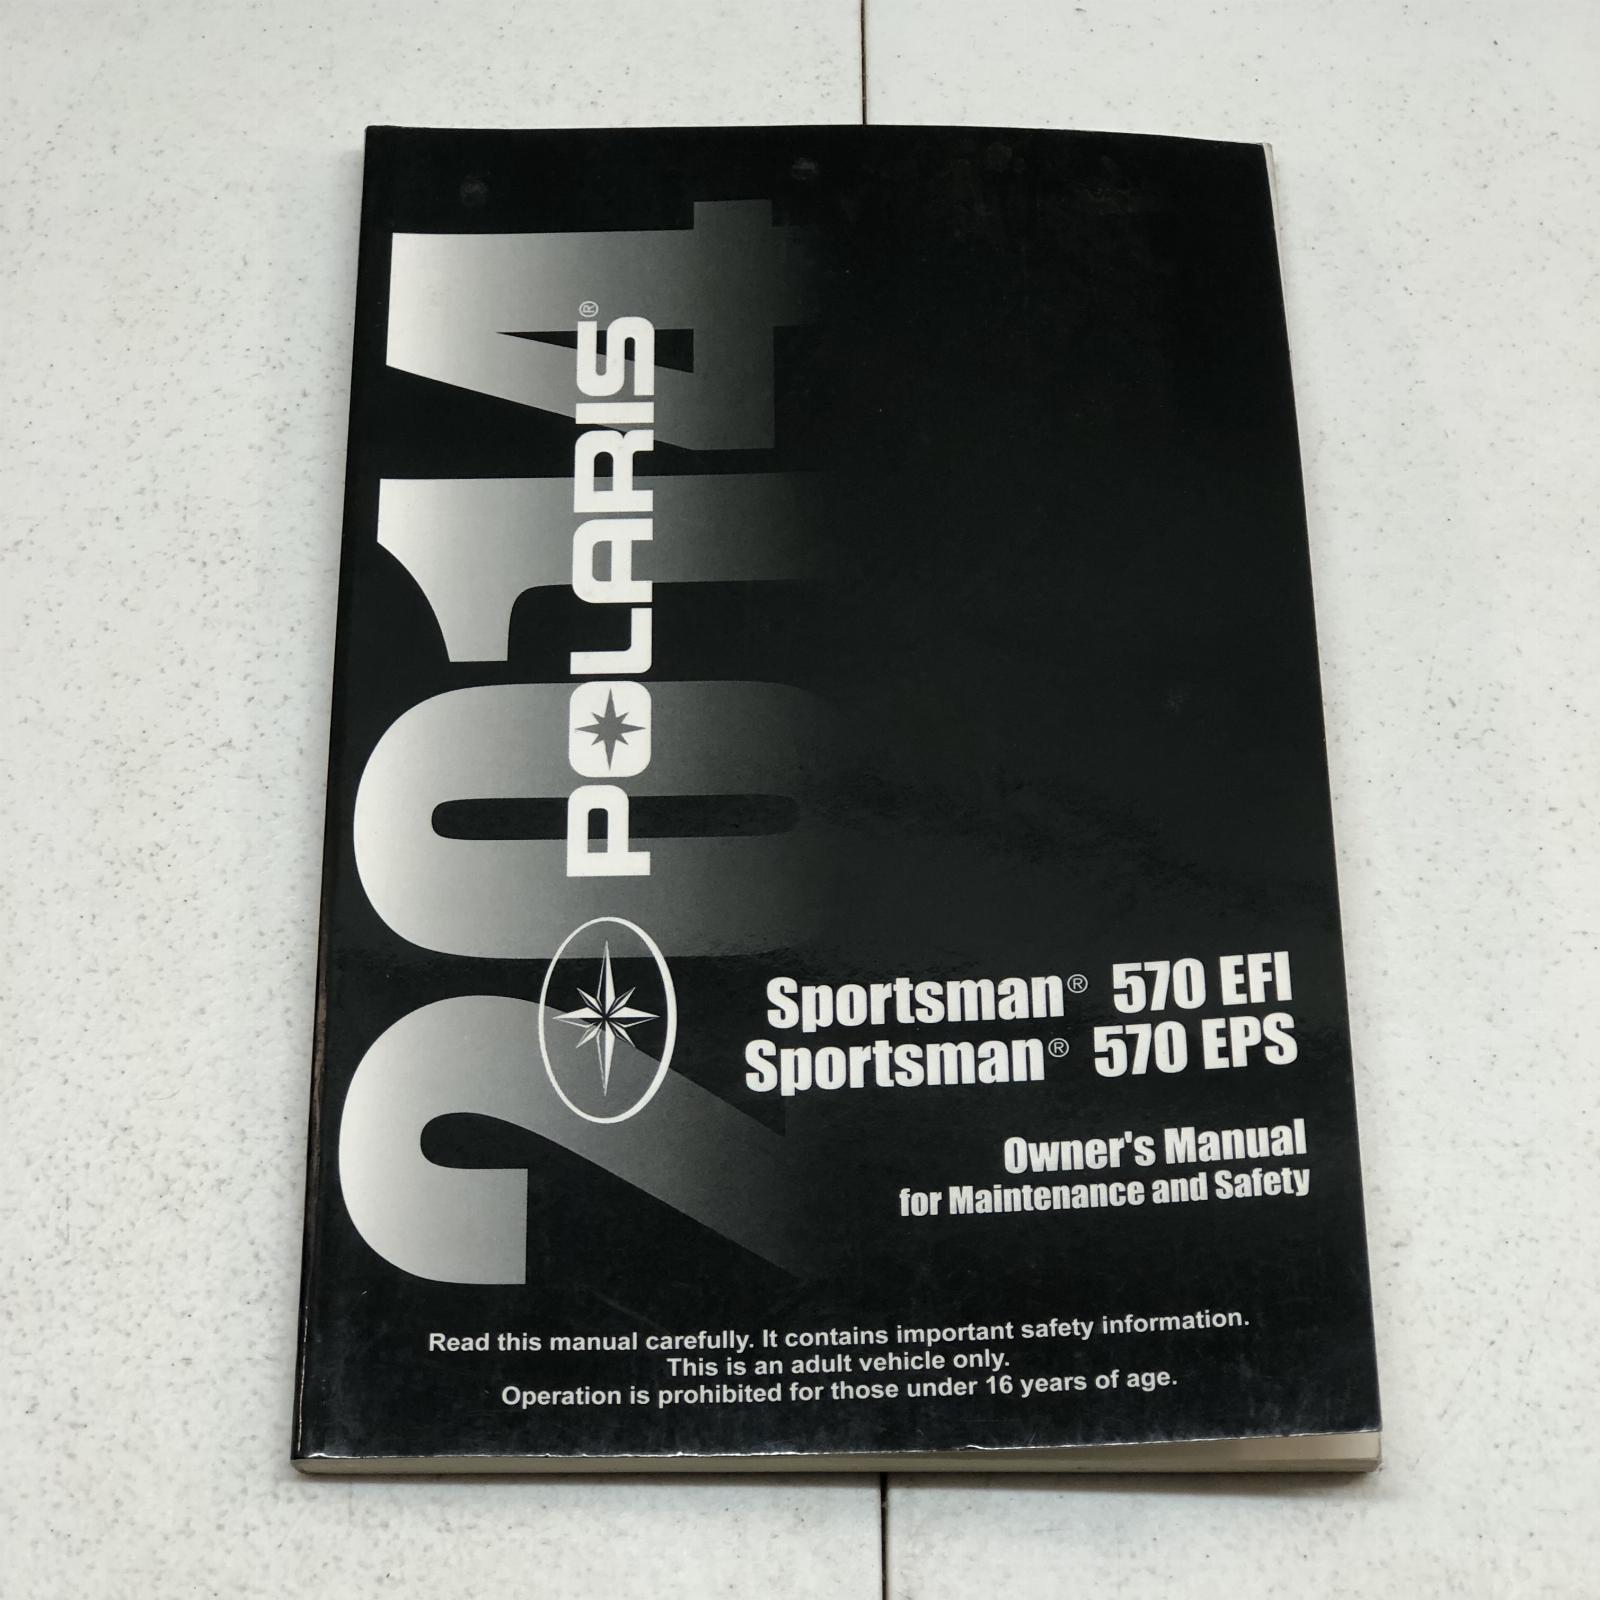 2014
POLARIS®
Sportsman® 570 EFI
Sportsman® 570 EPS
Owner's Manual
for Maintenance and Safety
Read this manual carefully. It contains important safety information.
This is an adult vehicle only.
Operation is prohibited for those under 16 years of age.